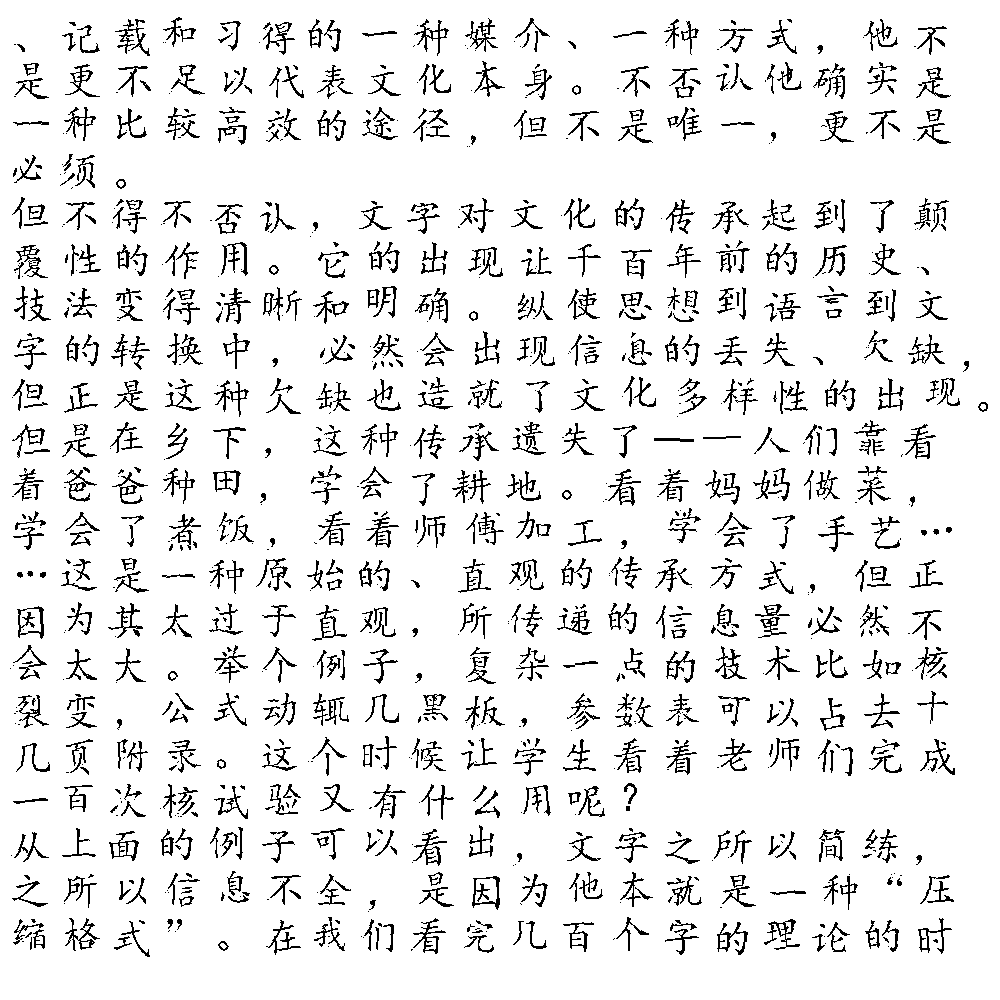 、记载和习得的一种媒介、一种方式，他不
是更不足以代表文化本身。不否认他确实是
一种比较高效的途径，但不是唯一，更不是
必须。
但不得不否认，文字对文化的传承起到了颠
覆性的作用。它的出现让千百年前的历史、
技法变得清晰和明确。纵使思想到语言到文
字的转换中，必然会出现信息的丢失、欠缺，
但正是这种欠缺也造就了文化多样性的出现。
但是在乡下，这种传承遗失了——人们靠看
着爸爸种田，学会了耕地。看着妈妈做菜，
学会了煮饭，看着师傅加工，学会了手艺…
…这是一种原始的、直观的传承方式，但正
因为其太过于直观，所传递的信息量必然不
会太大。举个例子，复杂一点的技术比如核
裂变，公式动辄几黑板，参数表可以占去十
几页附录。这个时候让学生看着老师们完成
一百次核试验又有什么用呢？
从上面的例子可以看出，文字之所以简练，
之所以信息不全，是因为他本就是一种“压
缩格式”。在我们看完几百个字的理论的时